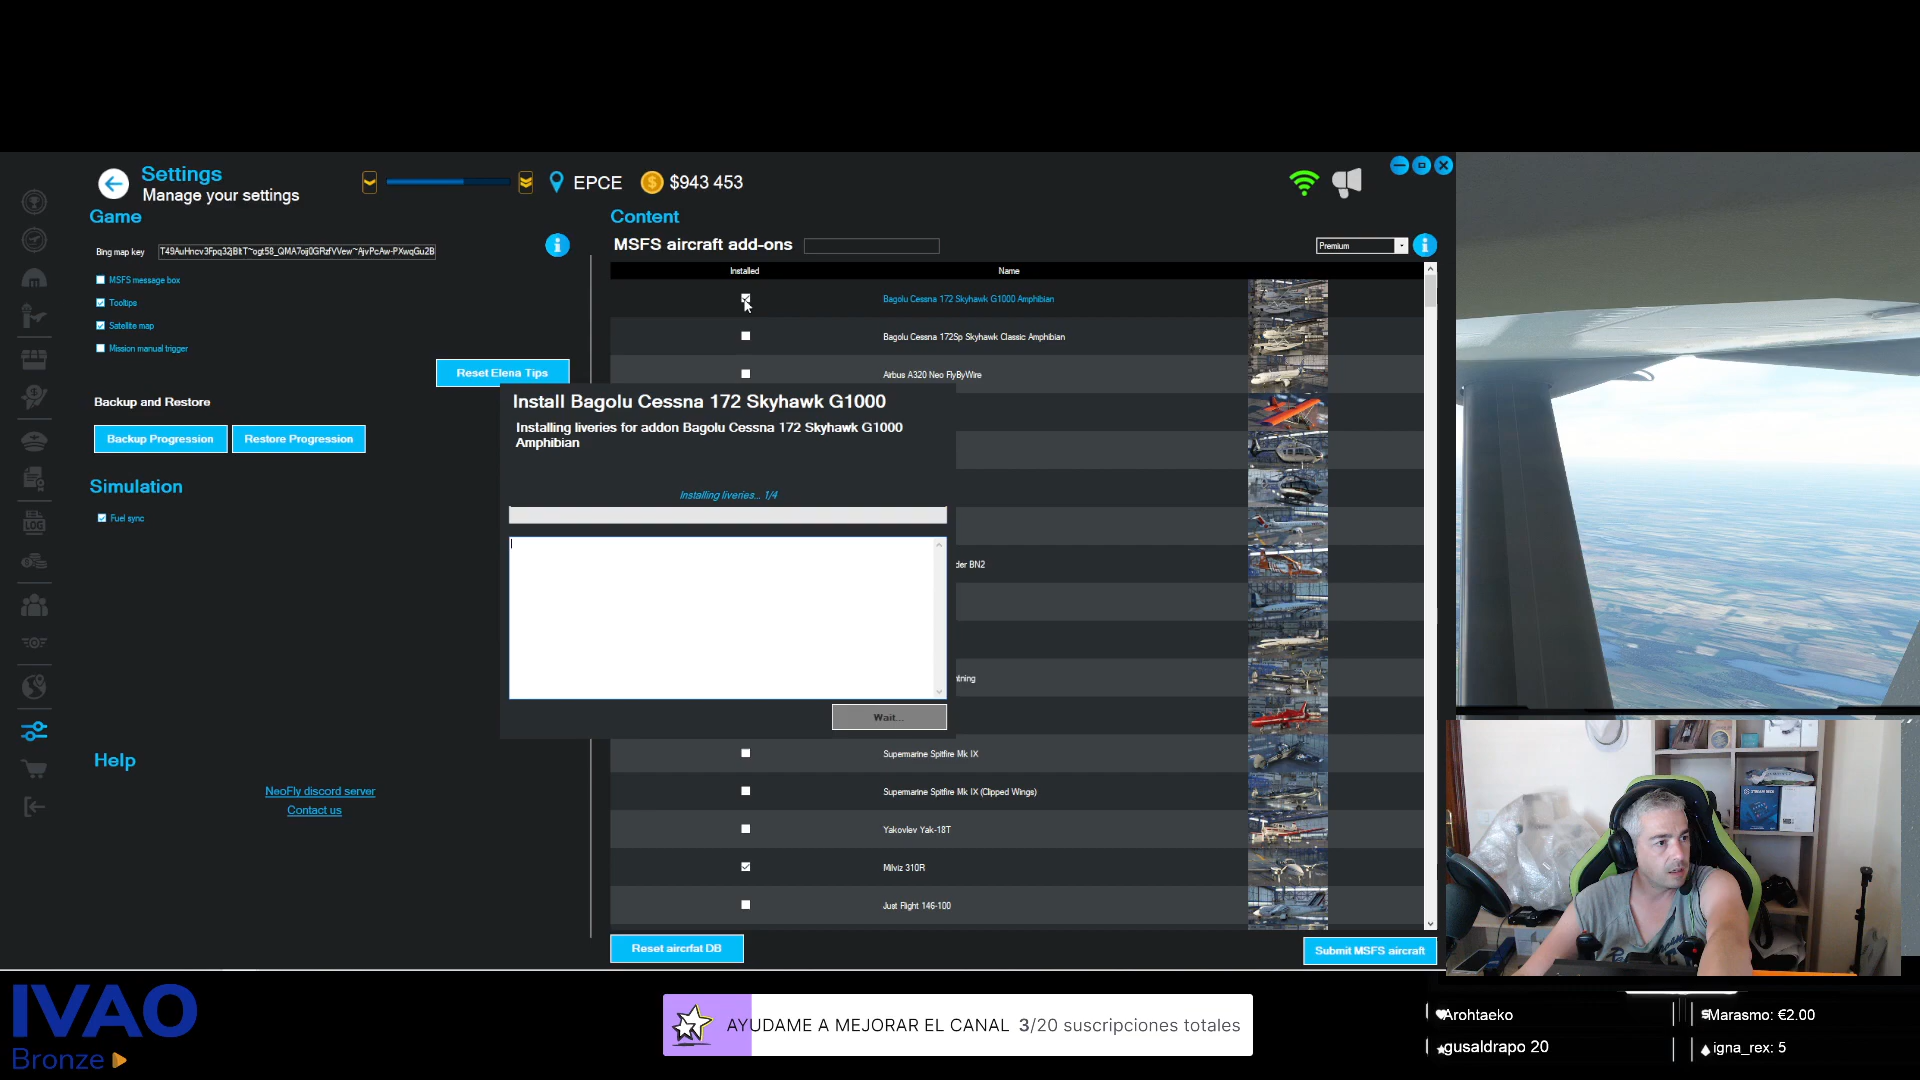 Settings
Manage your settings
EPCE
$943 453
Game
Bing map key
MSFS message box
Tooltips
Satellite map
Mission manual trigger
Reset Elena Tips
Backup and Restore
Backup Progression
Restore Progression
Simulation
Fuel sync
Help
NeoFly discord server
Contact us
LOG
Content
MSFS aircraft add-ons
Premium
Installed
Name
Bagolu Cessna 172 Skyhawk G1000 Amphibian
Bagolu Cessna 172Sp Skyhawk Classic Amphibian
Airbus A320 Neo FlyByWire
der BN2
htning
Supermarine Spitfire Mk IX
Supermarine Spitfire Mk IX (Clipped Wings)
Yakovlev Yak-18T
Milviz 310R
Just Flight 146-100
Reset aircrfat DB
Submit MSFS aircraft
Install Bagolu Cessna 172 Skyhawk G1000
Installing liveries for addon Bagolu Cessna 172 Skyhawk G1000
Amphibian
Installing liveries... 1/4
Wait...
IVAO
Bronze
AYUDAME A MEJORAR EL CANAL 3/20 suscripciones totales
Arohtaeko
Marasmo: €2.00
gusaldrapo 20
igna_rex: 5